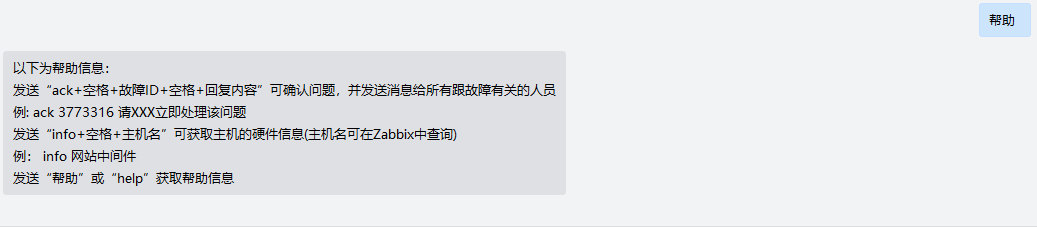 帮助
以下为帮助信息：
发送“ack+空格+故障ID+空格+回复内容”可确认问题，并发送消息给所有跟故障有关的人员
例: ack 3773316 请XXX立即处理该问题
发送“info+空格+主机名”可获取主机的硬件信息(主机名可在Zabbix中查询)
例： info 网站中间件
发送“帮助”或“help”获取帮助信息